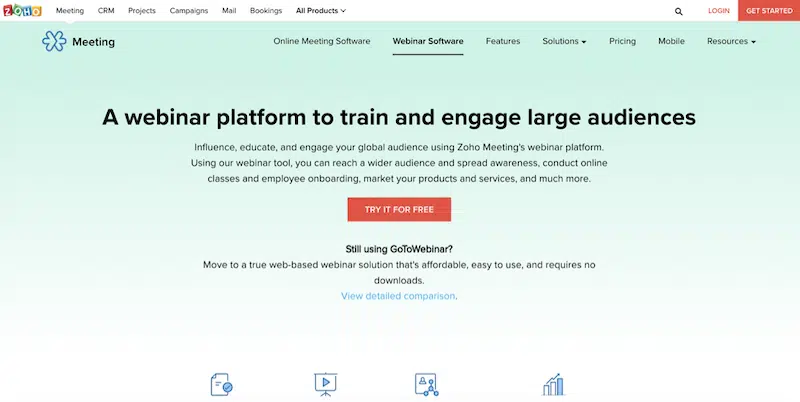 ZOHO Meeting CRM Projects Campaigns Mail Bookings All Products LOGIN GET STARTED
Meeting Online Meeting Software Webinar Software Features Solutions Pricing Mobile Resources
A webinar platform to train and engage large audiences
Influence, educate, and engage your global audience using Zoho Meeting's webinar platform.
Using our webinar tool, you can reach a wider audience and spread awareness, conduct online
classes and employee onboarding, market your products and services, and much more.
TRY IT FOR FREE
Still using GoToWebinar?
Move to a true web-based webinar solution that's affordable, easy to use, and requires no
downloads.
View detailed comparison.